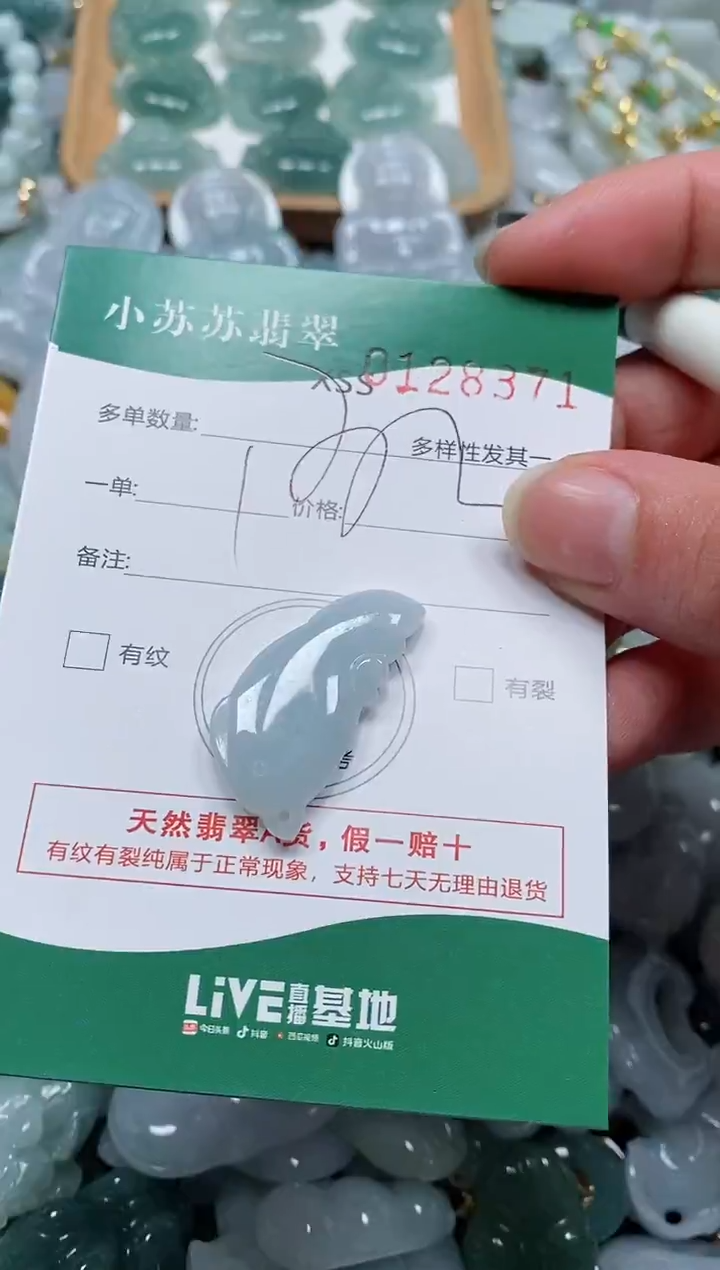 小苏苏翡翠
xss0128371
多单数量:
多样性发其一
一单:
价格:
备注:
有纹
有裂
考
天然翡翠A货，假一赔十
有纹有裂纯属于正常现象，支持七天无理由退货
LiVE直播基地
今日头条 抖音 西瓜视频 抖音火山版